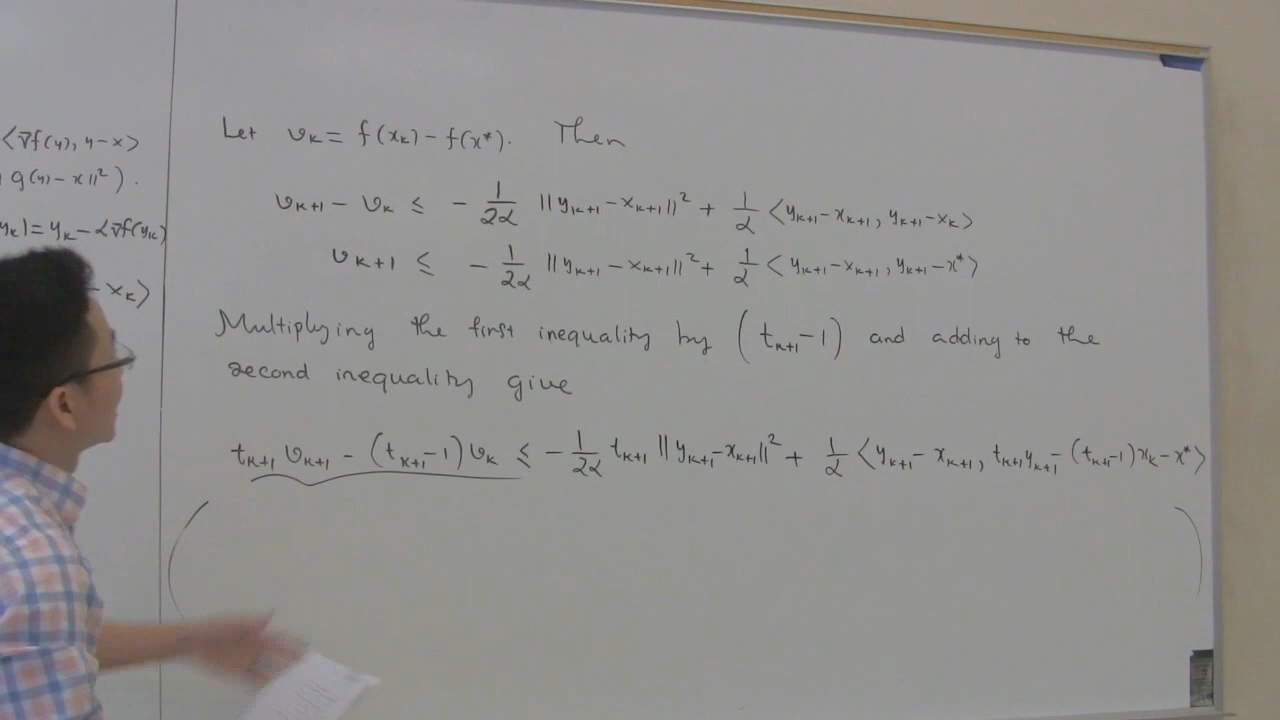 ⟨∇f(y), y-x⟩
g(y)-x||²).
y_k)=y_k-α∇f(y_k)
-x_k⟩
Let v_k = f(x_k) - f(x*). Then
v_{k+1} - v_k ≤ - 1/2α ||y_{k+1} - x_{k+1}||² + 1/α ⟨y_{k+1} - x_{k+1}, y_{k+1} - x_k⟩
v_{k+1} ≤ - 1/2α ||y_{k+1} - x_{k+1}||² + 1/α ⟨y_{k+1} - x_{k+1}, y_{k+1} - x*⟩
Multiplying the first inequality by (t_{k+1} - 1) and adding to the
second inequality give
t_{k+1} v_{k+1} - (t_{k+1} - 1) v_k ≤ - 1/2α t_{k+1} ||y_{k+1} - x_{k+1}||² + 1/α ⟨y_{k+1} - x_{k+1}, t_{k+1} y_{k+1} - (t_{k+1} - 1) x_k - x*⟩